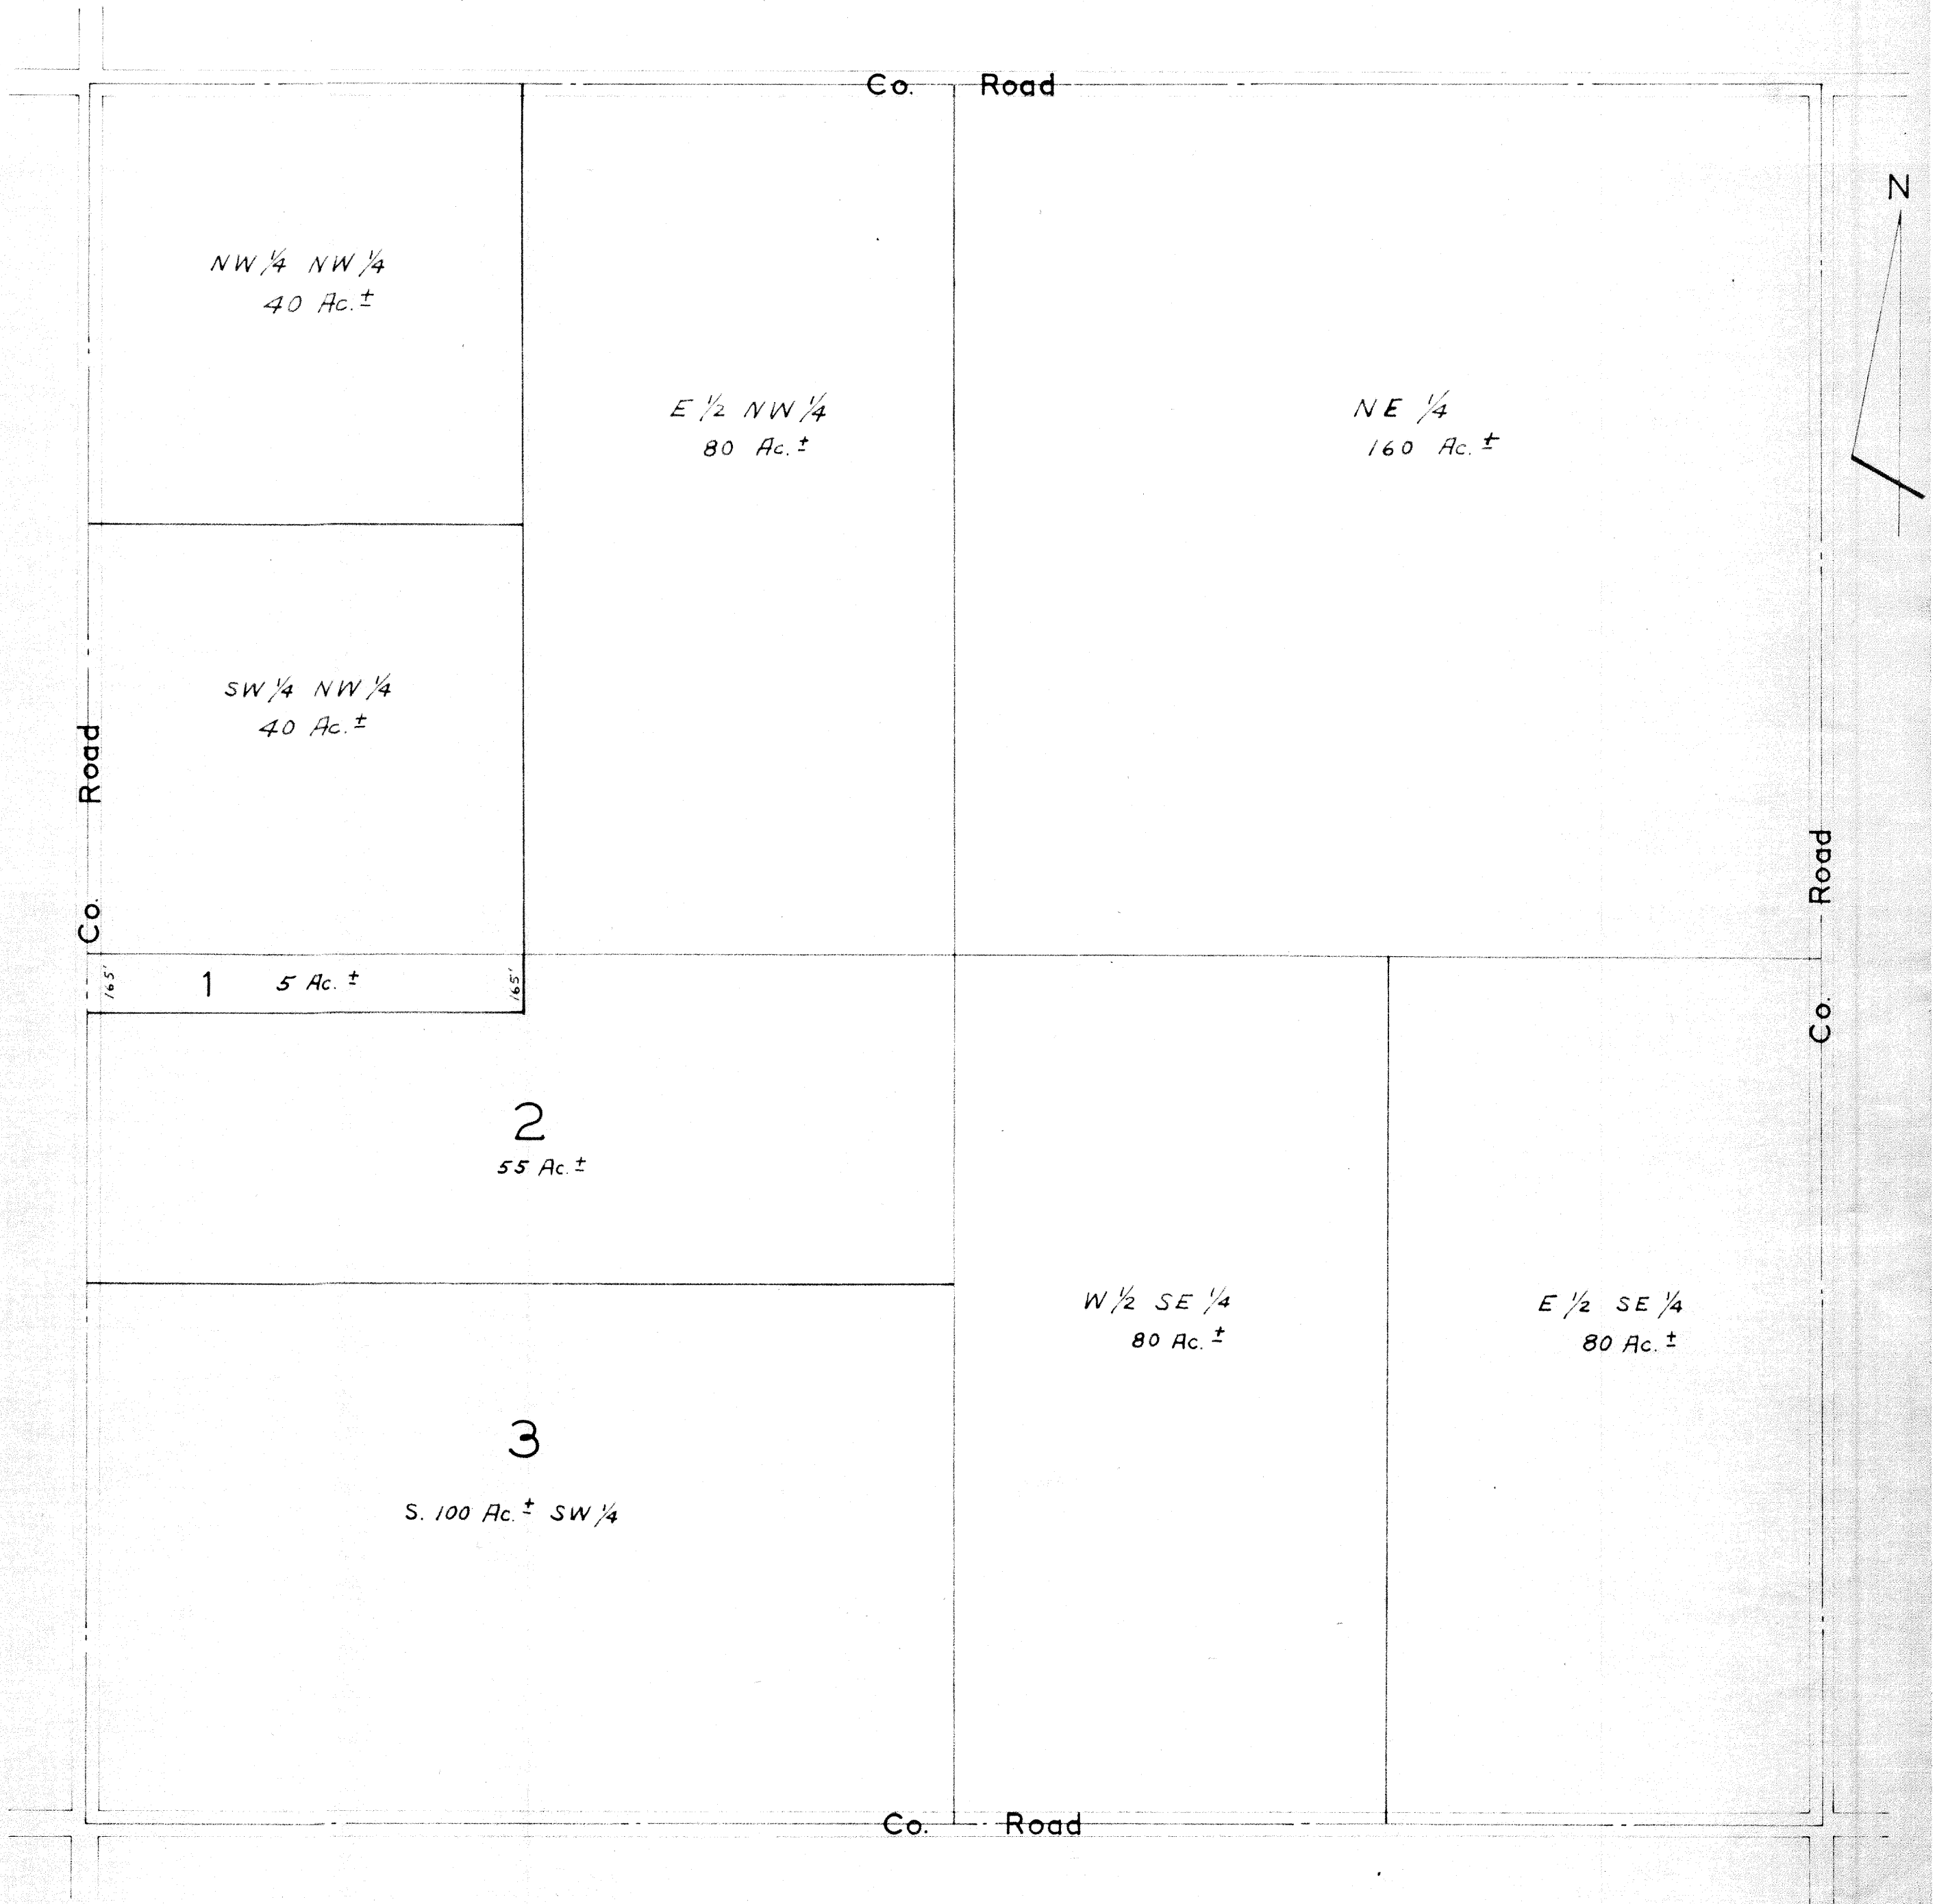 Co. Road
N
NW ¼ NW ¼
40 Ac. ±
E ½ NW ¼
80 Ac. ±
NE ¼
160 Ac. ±
SW ¼ NW ¼
40 Ac. ±
Co. Road
Co. Road
165'
1 5 Ac. ±
165'
2
55 Ac. ±
W ½ SE ¼
80 Ac. ±
E ½ SE ¼
80 Ac. ±
3
S. 100 Ac. ± SW ¼
Co. Road